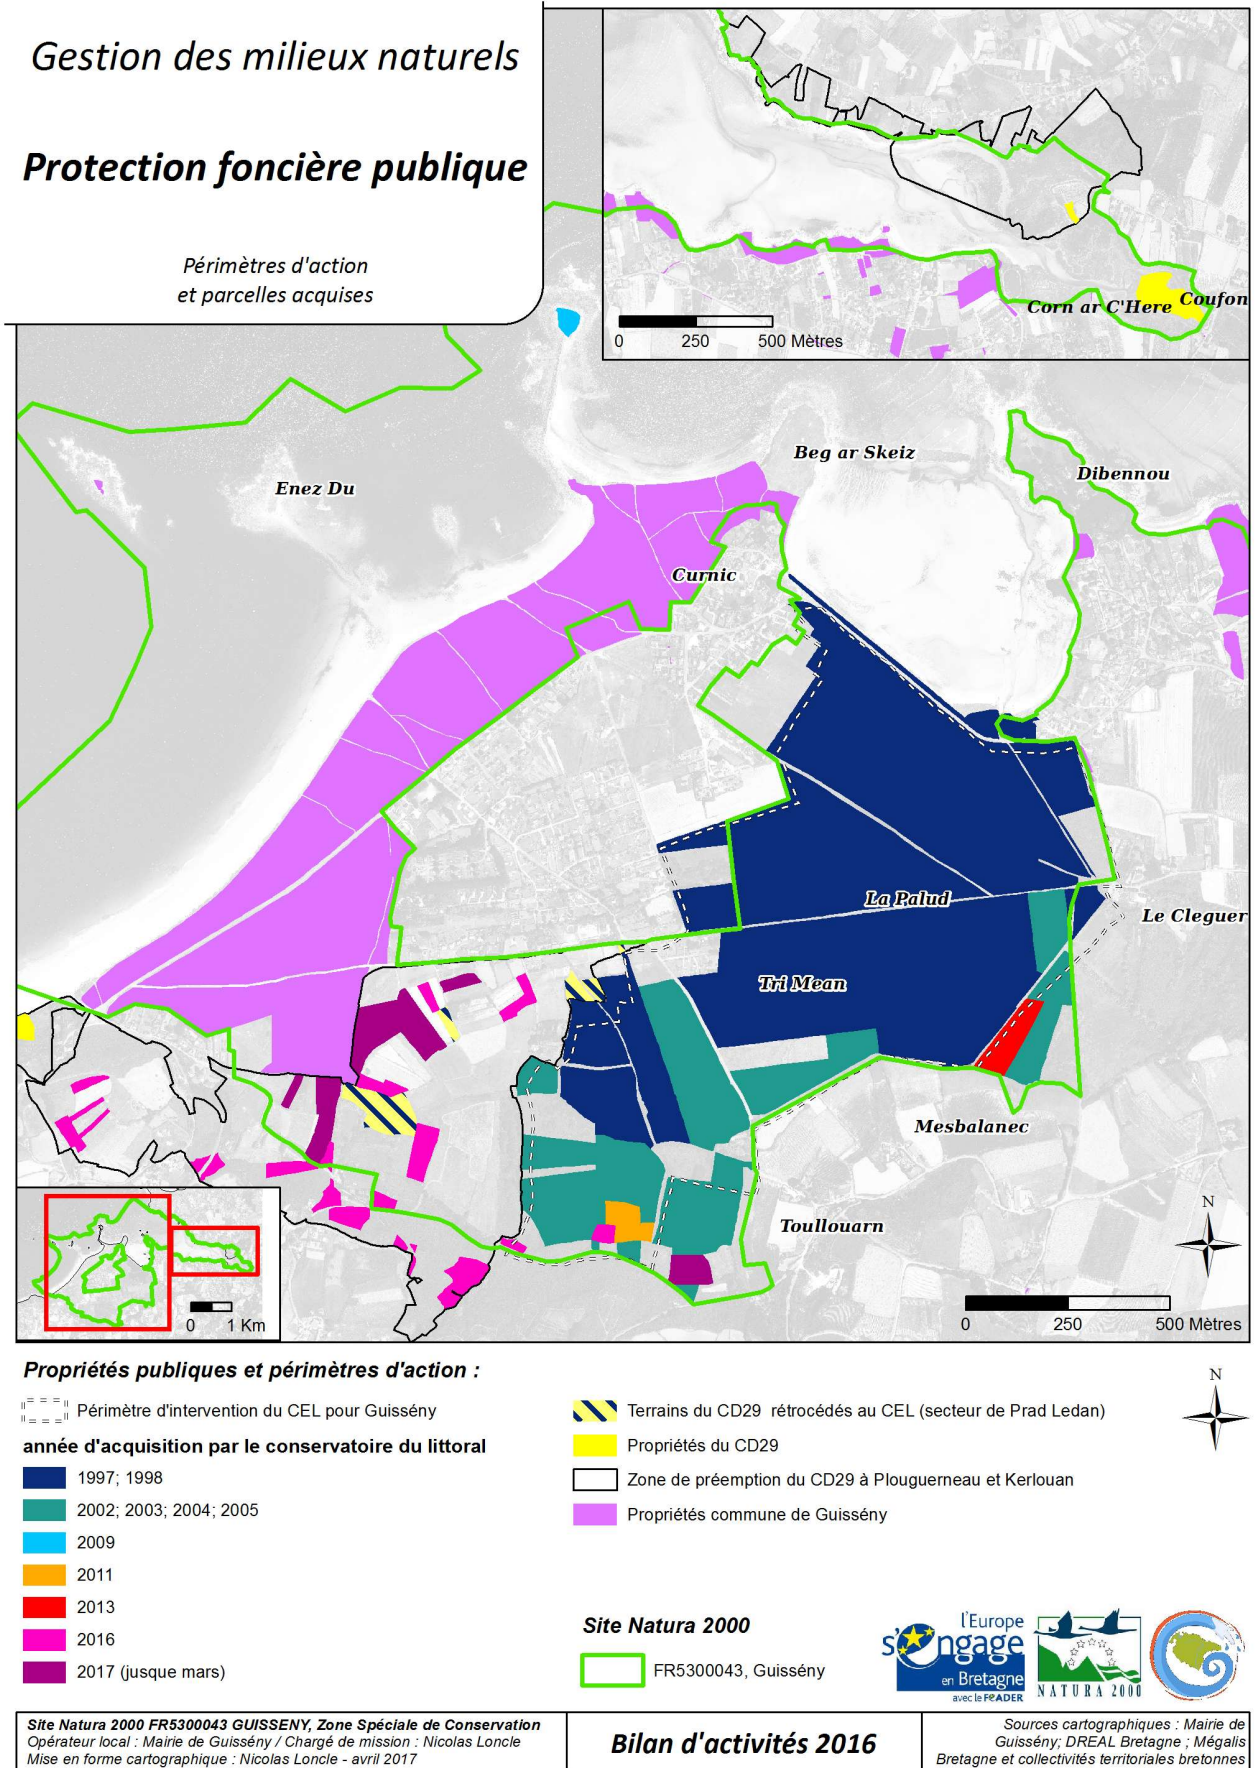 Gestion des milieux naturels
Protection foncière publique
Périmètres d'action
et parcelles acquises
Corn ar C'Here
Coufon
0 250 500 Mètres
Beg ar Skeiz
Dibennou
Enez Du
Curnic
La Palud
Le Cleguer
Tri Mean
Mesbalanec
Toullouarn
N
0 250 500 Mètres
0 1 Km
Propriétés publiques et périmètres d'action :
Périmètre d'intervention du CEL pour Guissény
année d'acquisition par le conservatoire du littoral
1997; 1998
2002; 2003; 2004; 2005
2009
2011
2013
2016
2017 (jusque mars)
Terrains du CD29 rétrocédés au CEL (secteur de Prad Ledan)
Propriétés du CD29
Zone de préemption du CD29 à Plouguerneau et Kerlouan
Propriétés commune de Guissény
N
Site Natura 2000
FR5300043, Guissény
l'Europe
s'engage
en Bretagne
avec le FEADER
NATURA 2000
Site Natura 2000 FR5300043 GUISSENY, Zone Spéciale de Conservation
Opérateur local : Mairie de Guissény / Chargé de mission : Nicolas Loncle
Mise en forme cartographique : Nicolas Loncle - avril 2017
Bilan d'activités 2016
Sources cartographiques : Mairie de
Guissény; DREAL Bretagne ; Mégalis
Bretagne et collectivités territoriales bretonnes